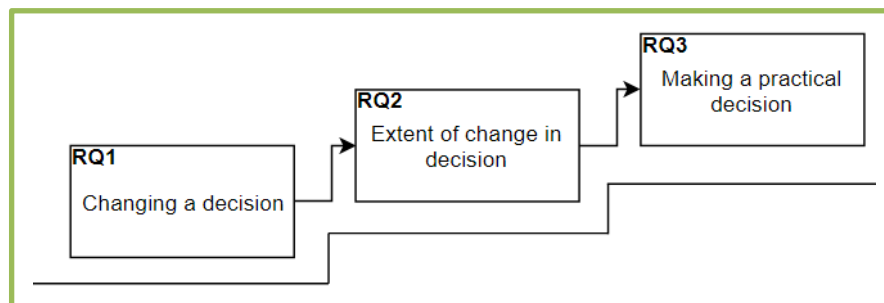 RQ1
Changing a decision
RQ2
Extent of change in
decision
RQ3
Making a practical
decision